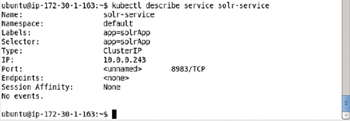 ubuntu@ip-172-30-1-163:~$ kubectl describe service solr-service
Name: solr-service
Namespace: default
Labels: app=solrApp
Selector: app=solrApp
Type: ClusterIP
IP: 10.0.0.243
Port: <unnamed> 8983/TCP
Endpoints: <none>
Session Affinity: None
No events.
ubuntu@ip-172-30-1-163:~$